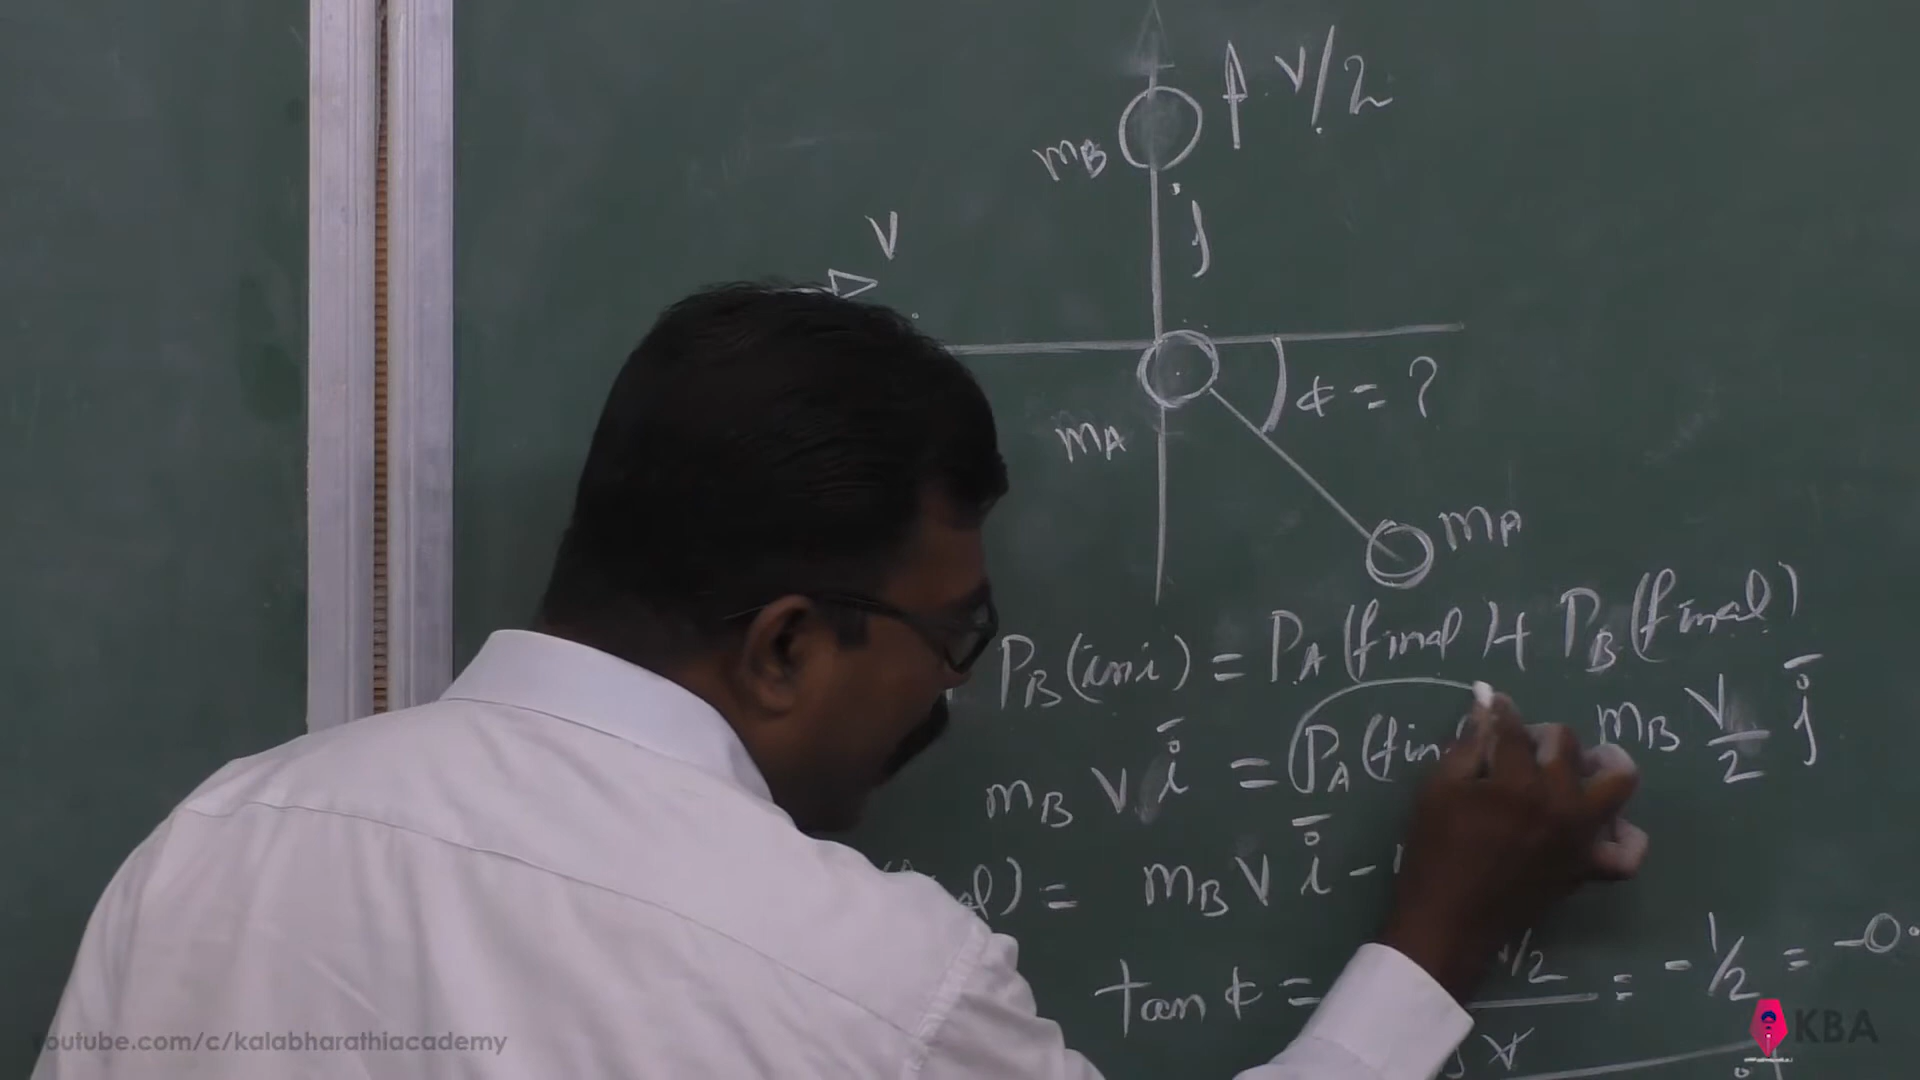 V/2
mB
j
V
¢ = ?
mA
mA
PB(ini) = PA(final) + PB(final)
mB V i = PA(fin mB V/2 j
) = mB V i -
tan ¢ = = -1/2 = -0.
youtube.com/c/kalabharathiacademy
KBA